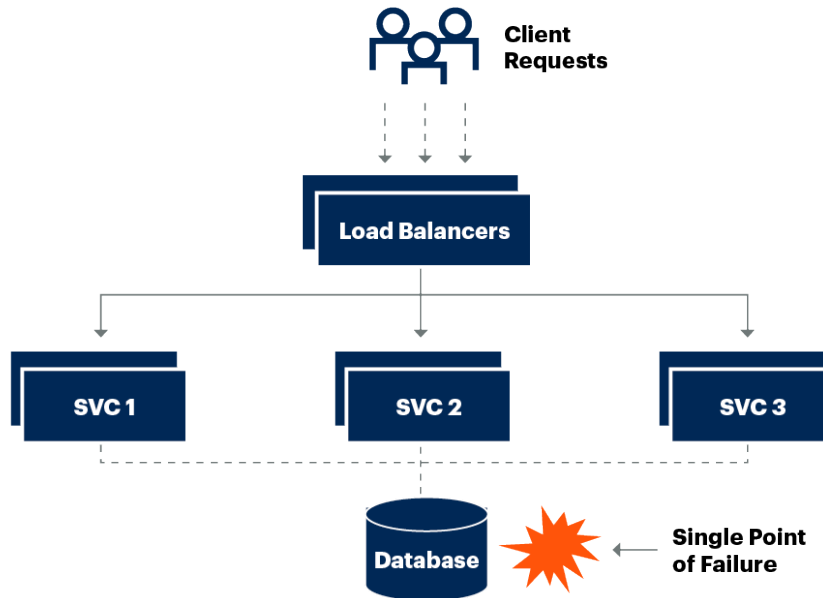 Client
Requests
Load Balancers
SVC 1
SVC 2
SVC 3
Database
Single Point
of Failure